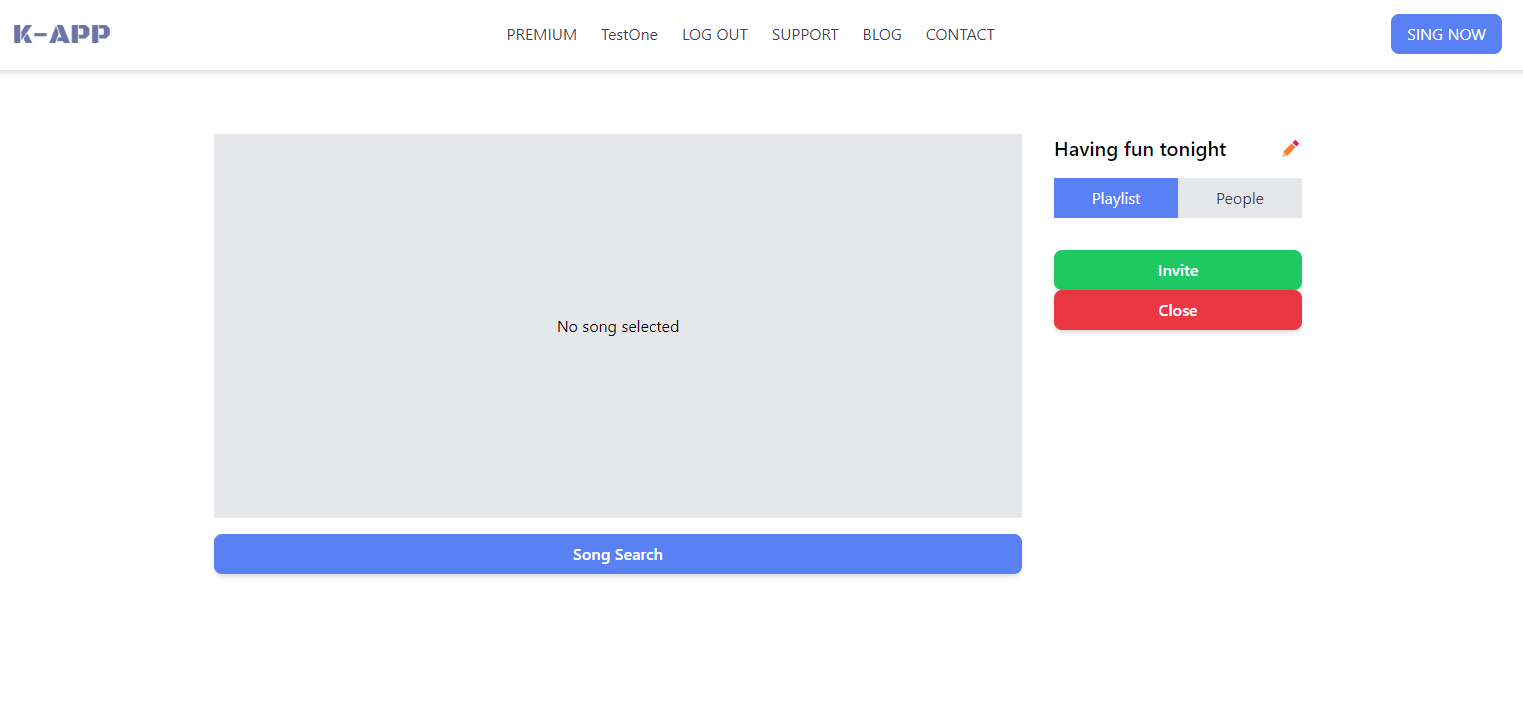 K-APP
PREMIUM TestOne LOG OUT SUPPORT BLOG CONTACT
SING NOW
No song selected
Song Search
Having fun tonight
Playlist People
Invite
Close